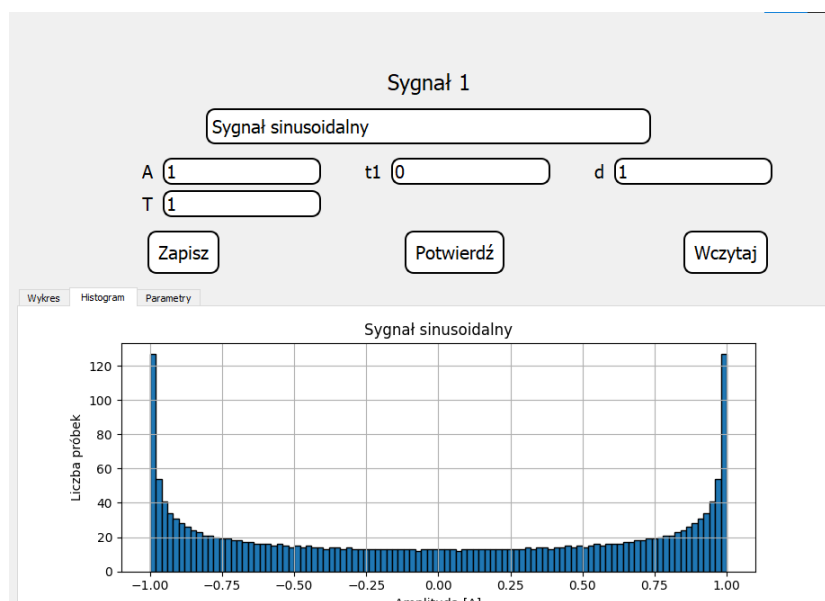 Sygnał 1
Sygnał sinusoidalny
A 1 t1 0 d 1
T 1
Zapisz Potwierdź Wczytaj
Wykres Histogram Parametry
Sygnał sinusoidalny
120
100
80
60
40
20
0
Liczba próbek
−1.00 −0.75 −0.50 −0.25 0.00 0.25 0.50 0.75 1.00
Amplituda [A]